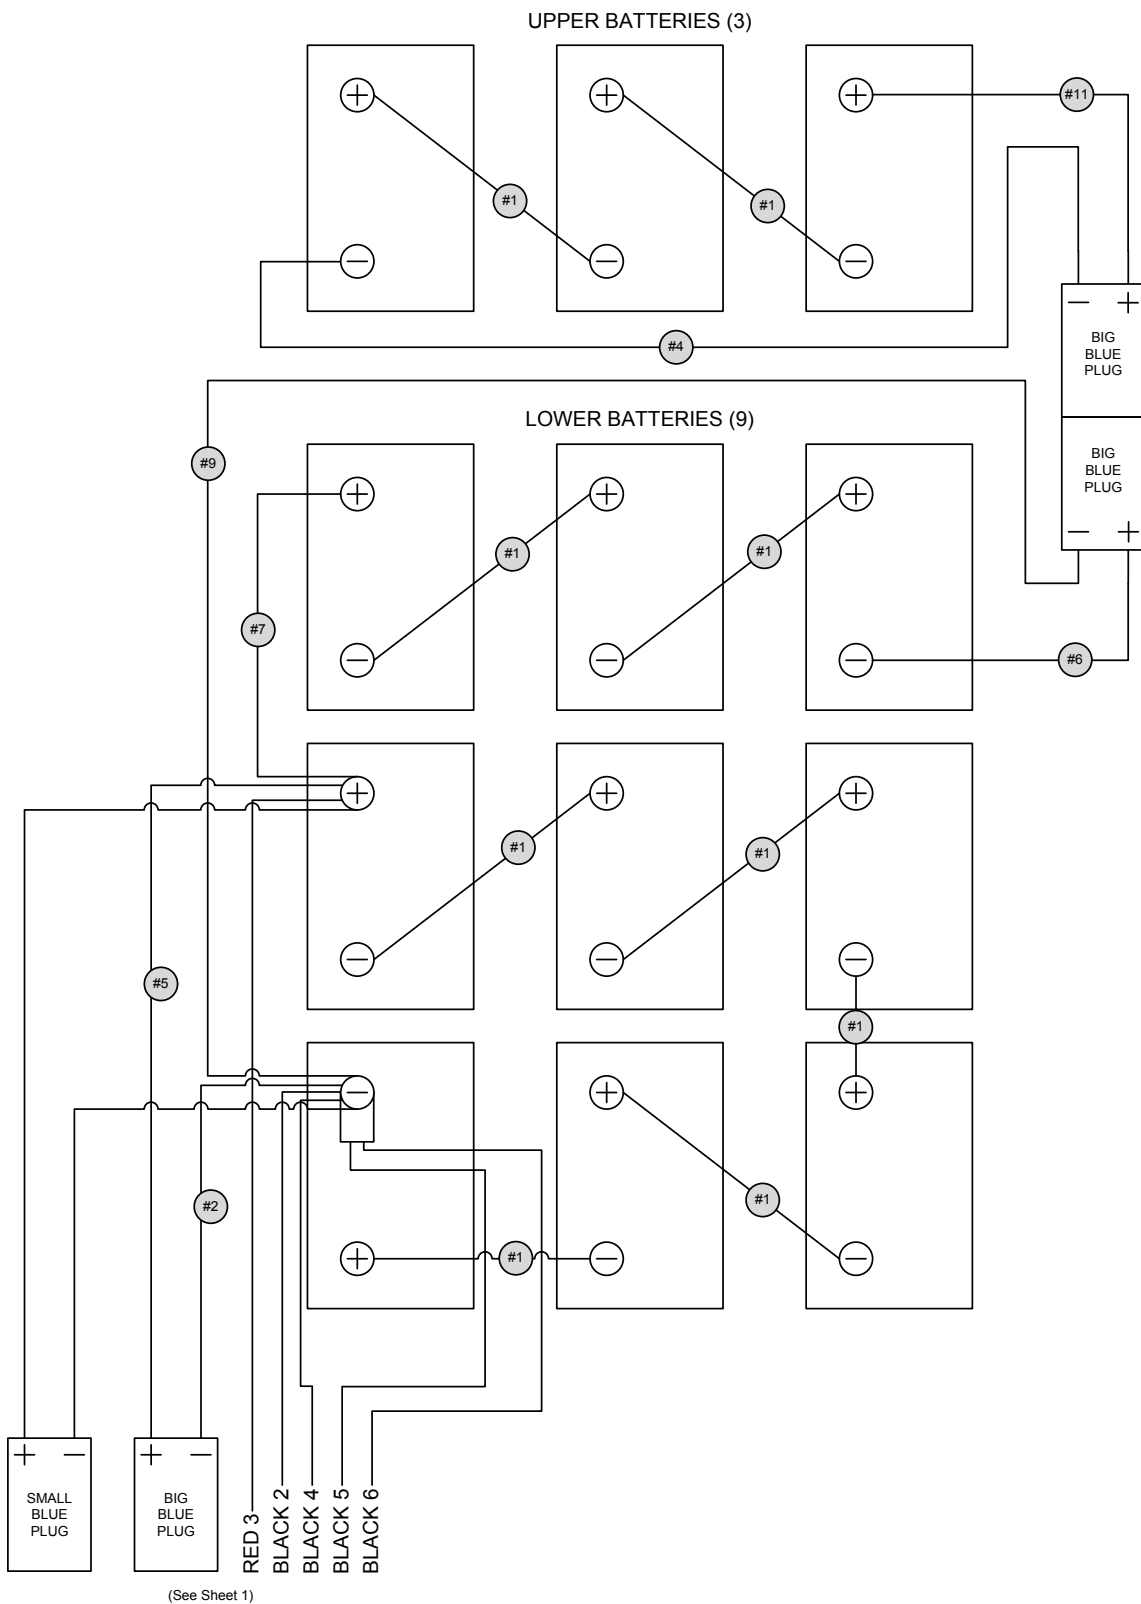 UPPER BATTERIES (3)
+
+
+
#11
#1
#1
−
−
−
− +
#4
BIG
BLUE
PLUG
LOWER BATTERIES (9)
#9
BIG
BLUE
PLUG
+
+
+
− +
#1
#1
#7
−
−
−
#6
+
+
+
#1
#1
−
−
−
#5
#1
−
+
+
#2
#1
+
#1
−
−
+ −
SMALL
BLUE
PLUG
+ −
BIG
BLUE
PLUG
RED 3
BLACK 2
BLACK 4
BLACK 5
BLACK 6
(See Sheet 1)